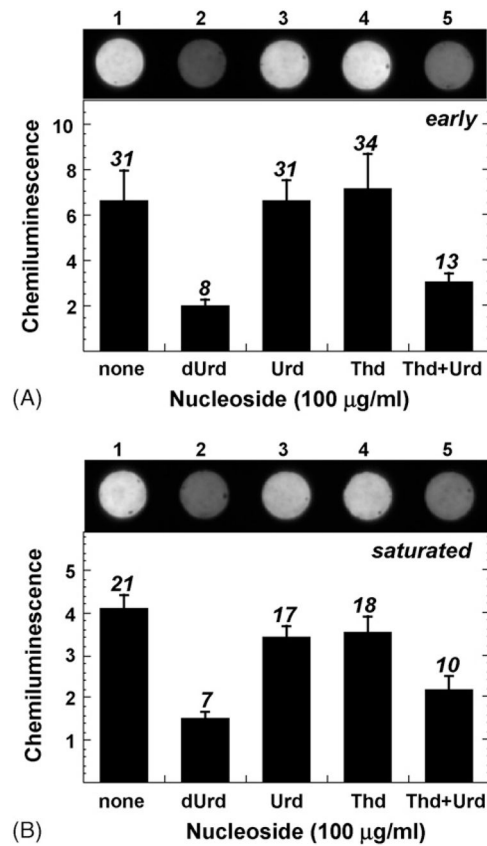 1 2 3 4 5
early
10
8
6
4
2
Chemiluminescence
31 8 31 34 13
none dUrd Urd Thd Thd+Urd
(A) Nucleoside (100 μg/ml)
1 2 3 4 5
saturated
5
4
3
2
1
Chemiluminescence
21 7 17 18 10
none dUrd Urd Thd Thd+Urd
(B) Nucleoside (100 μg/ml)